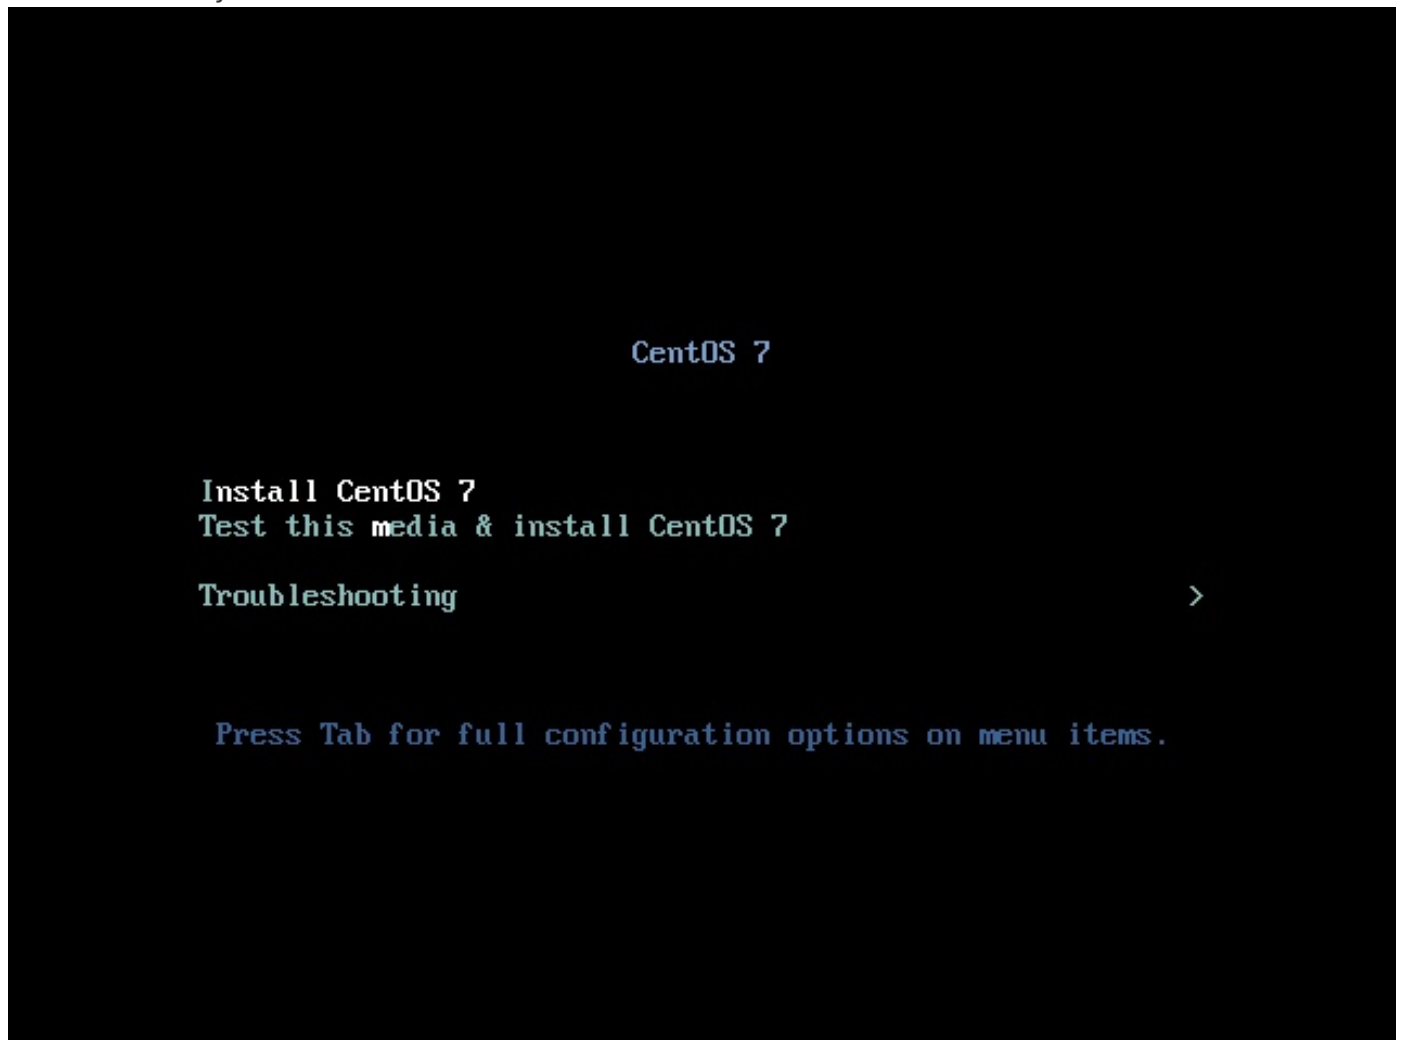 CentOS 7
Install CentOS 7
Test this media & install CentOS 7
Troubleshooting >
Press Tab for full configuration options on menu items.